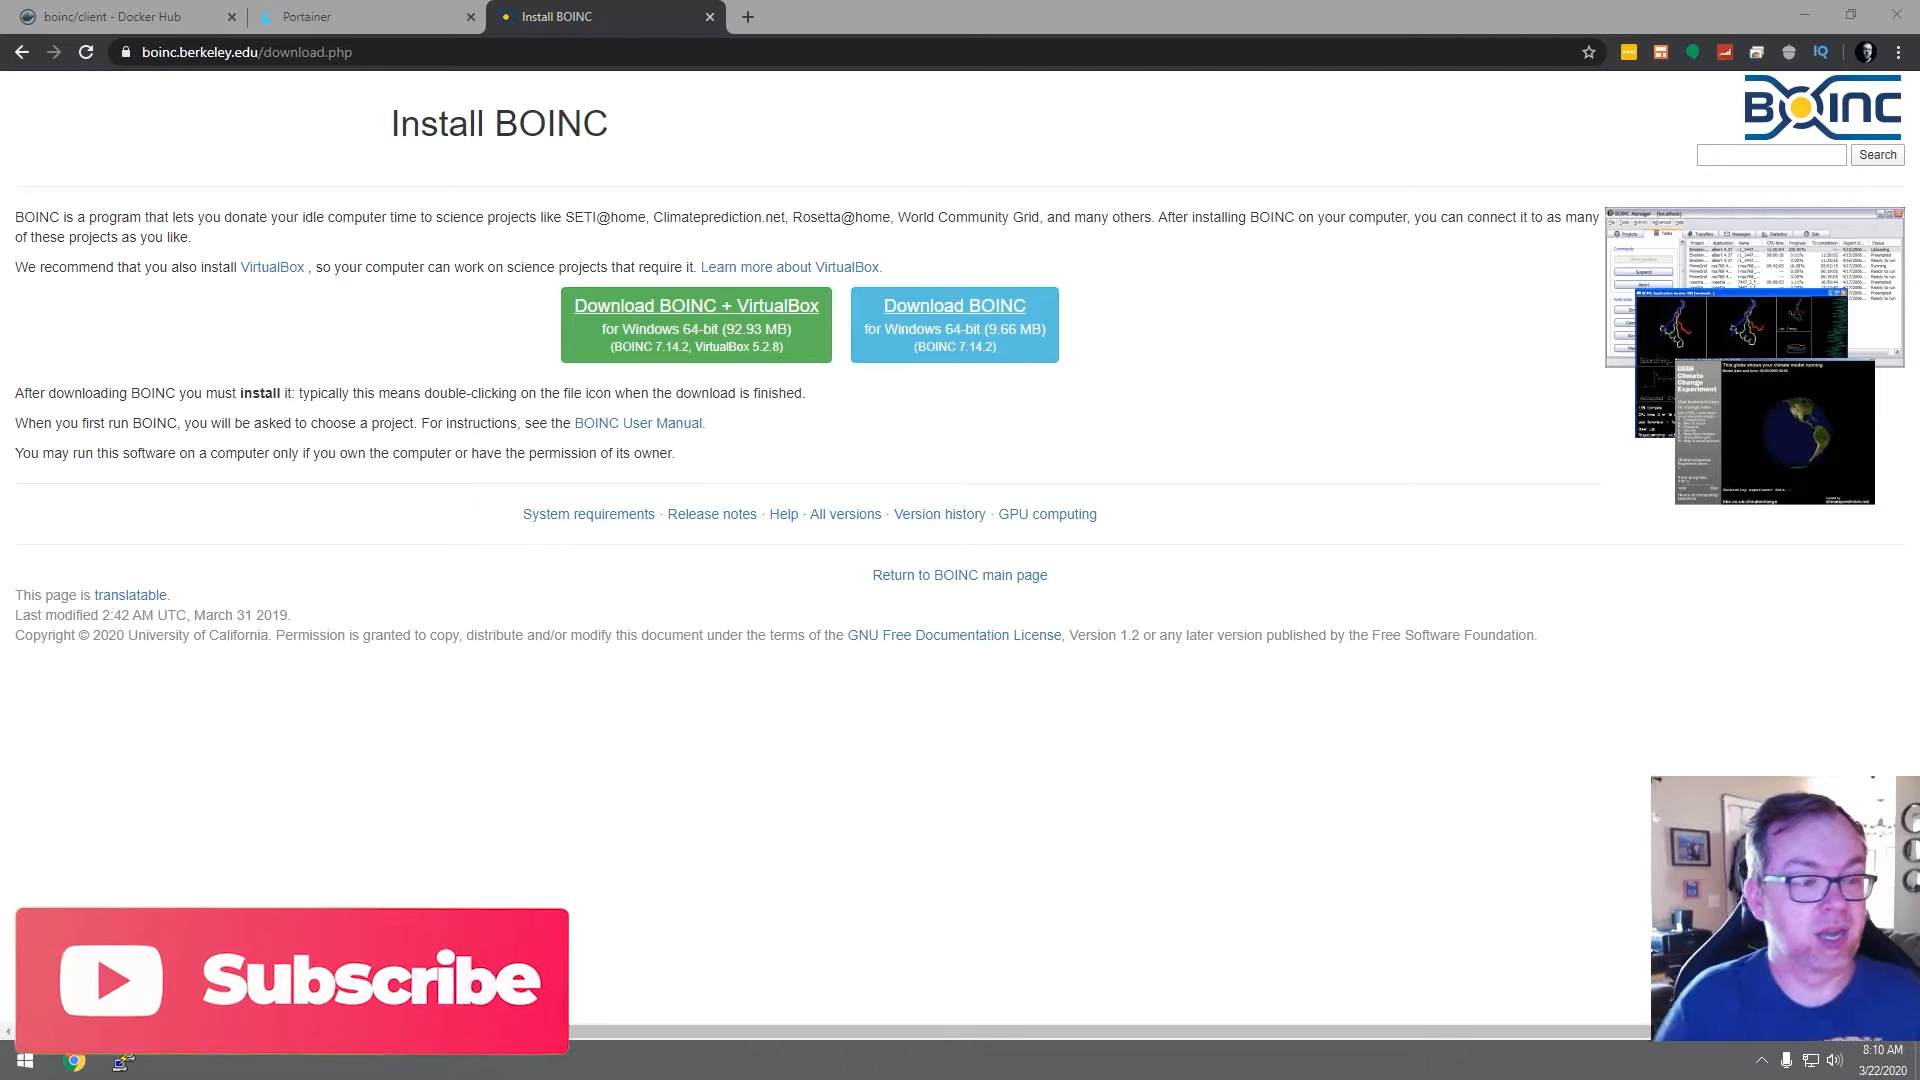 boinc/client - Docker Hub
Portainer
Install BOINC
boinc.berkeley.edu/download.php
IQ
Install BOINC
BOINC
Search
BOINC is a program that lets you donate your idle computer time to science projects like SETI@home, Climateprediction.net, Rosetta@home, World Community Grid, and many others. After installing BOINC on your computer, you can connect it to as many
of these projects as you like.
We recommend that you also install VirtualBox , so your computer can work on science projects that require it. Learn more about VirtualBox.
Download BOINC + VirtualBox
for Windows 64-bit (92.93 MB)
(BOINC 7.14.2, VirtualBox 5.2.8)
Download BOINC
for Windows 64-bit (9.66 MB)
(BOINC 7.14.2)
After downloading BOINC you must install it: typically this means double-clicking on the file icon when the download is finished.
When you first run BOINC, you will be asked to choose a project. For instructions, see the BOINC User Manual.
You may run this software on a computer only if you own the computer or have the permission of its owner.
Climate
Change
Experiment
System requirements · Release notes · Help · All versions · Version history · GPU computing
Return to BOINC main page
This page is translatable.
Last modified 2:42 AM UTC, March 31 2019.
Copyright © 2020 University of California. Permission is granted to copy, distribute and/or modify this document under the terms of the GNU Free Documentation License, Version 1.2 or any later version published by the Free Software Foundation.
Subscribe
8:10 AM
3/22/2020